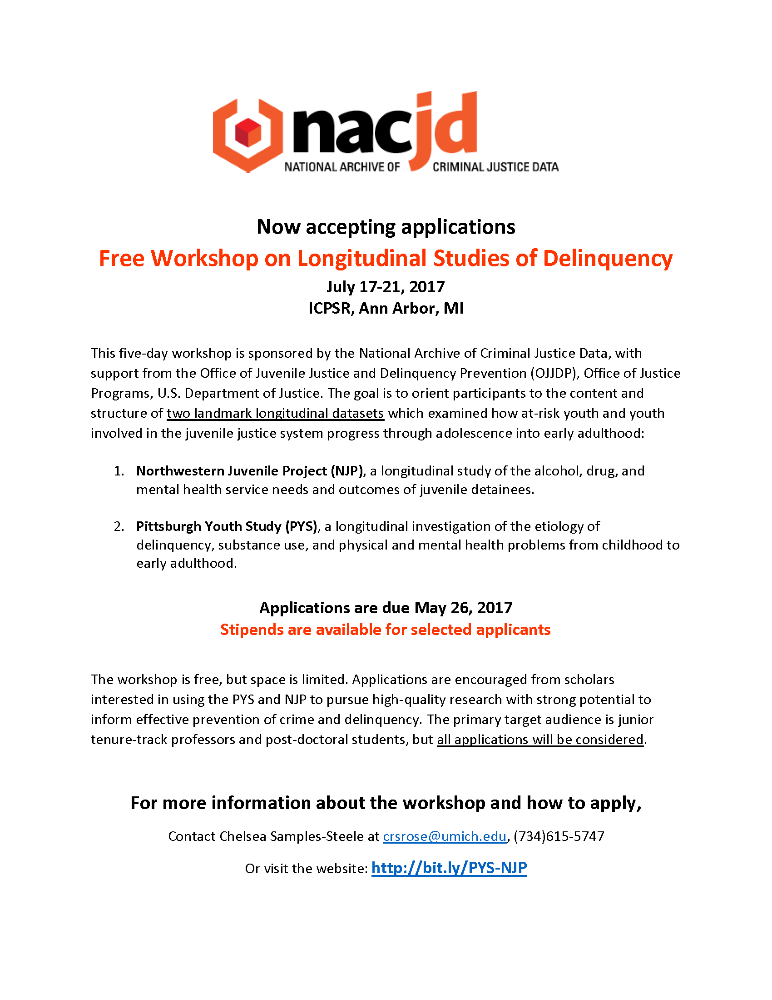 nacjd
NATIONAL ARCHIVE OF CRIMINAL JUSTICE DATA
Now accepting applications
Free Workshop on Longitudinal Studies of Delinquency
July 17-21, 2017
ICPSR, Ann Arbor, MI
This five-day workshop is sponsored by the National Archive of Criminal Justice Data, with
support from the Office of Juvenile Justice and Delinquency Prevention (OJJDP), Office of Justice
Programs, U.S. Department of Justice. The goal is to orient participants to the content and
structure of two landmark longitudinal datasets which examined how at-risk youth and youth
involved in the juvenile justice system progress through adolescence into early adulthood:
1. Northwestern Juvenile Project (NJP), a longitudinal study of the alcohol, drug, and
mental health service needs and outcomes of juvenile detainees.
2. Pittsburgh Youth Study (PYS), a longitudinal investigation of the etiology of
delinquency, substance use, and physical and mental health problems from childhood to
early adulthood.
Applications are due May 26, 2017
Stipends are available for selected applicants
The workshop is free, but space is limited. Applications are encouraged from scholars
interested in using the PYS and NJP to pursue high-quality research with strong potential to
inform effective prevention of crime and delinquency. The primary target audience is junior
tenure-track professors and post-doctoral students, but all applications will be considered.
For more information about the workshop and how to apply,
Contact Chelsea Samples-Steele at crsrose@umich.edu, (734)615-5747
Or visit the website: http://bit.ly/PYS-NJP